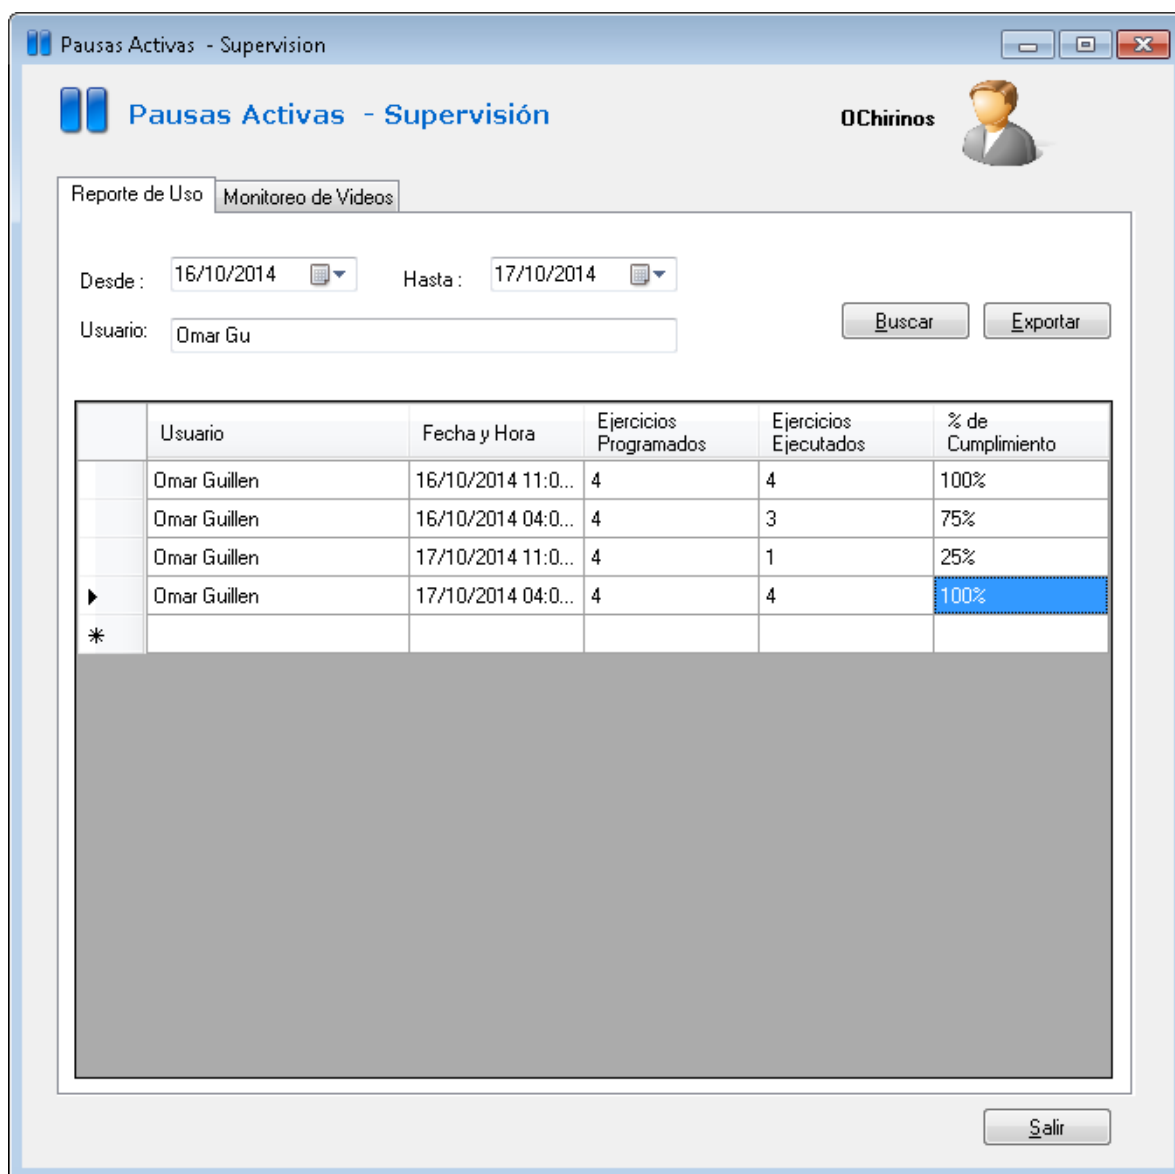 Pausas Activas - Supervision
Pausas Activas - Supervisión
OChirinos
Reporte de Uso Monitoreo de Videos
Desde : 16/10/2014 Hasta : 17/10/2014
Usuario: Omar Gu Buscar Exportar
Usuario Fecha y Hora Ejercicios Programados Ejercicios Ejecutados % de Cumplimiento
Omar Guillen 16/10/2014 11:0... 4 4 100%
Omar Guillen 16/10/2014 04:0... 4 3 75%
Omar Guillen 17/10/2014 11:0... 4 1 25%
Omar Guillen 17/10/2014 04:0... 4 4 100%
Salir